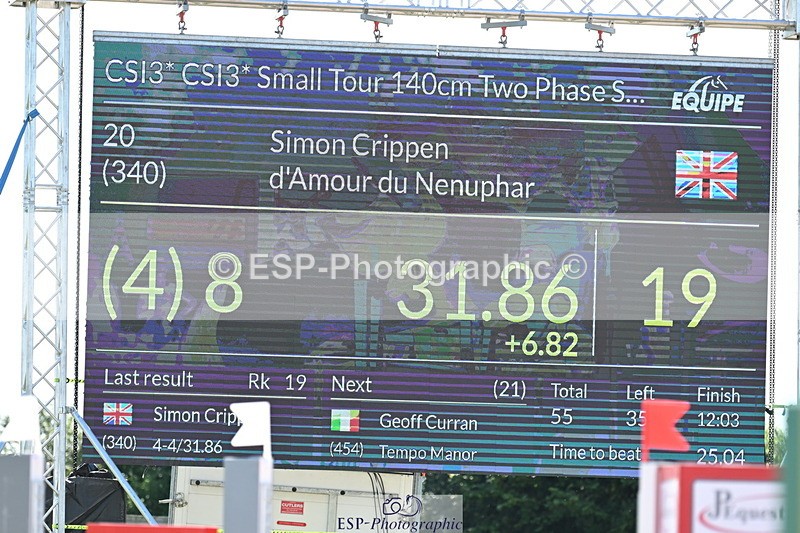 CSI3* CSI3* Small Tour 140cm Two Phase S...
EQUIPE
20 Simon Crippen
(340) d'Amour du Nenuphar
© ESP-Photographic ©
(4) 8 31.86 19
+6.82
Last result Rk 19 Next (21) Total Left Finish
Simon Crip Geoff Curran 55 35 12:03
(340) 4-4/31.86 (454) Tempo Manor Time to beat 25.04
CUTLERS
ESP-Photographic